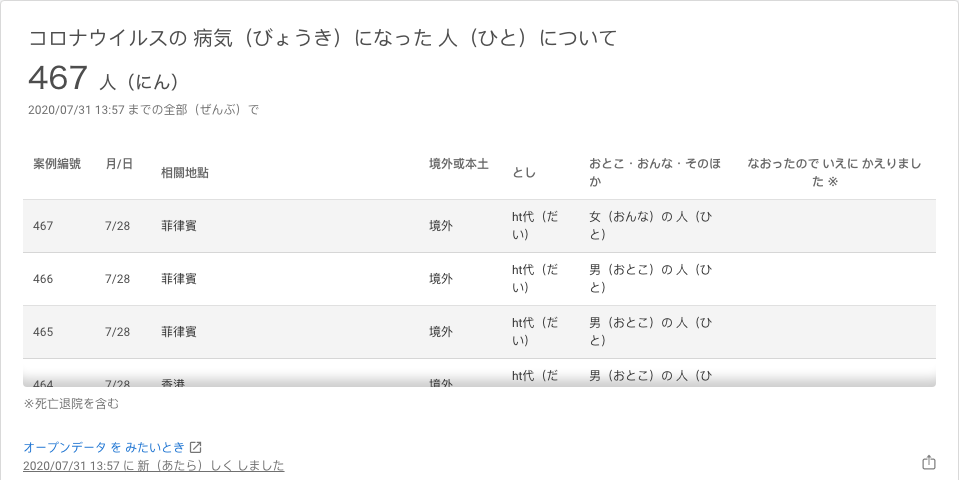 コロナウイルスの 病気（びょうき）になった 人（ひと）について
467 人（にん）
2020/07/31 13:57 までの全部（ぜんぶ）で
案例編號 月/日 相關地點 境外或本土 とし おとこ・おんな・そのほか なおったので いえに かえりました ※
467 7/28 菲律賓 境外 ht代（だい） 女（おんな）の 人（ひと）
466 7/28 菲律賓 境外 ht代（だい） 男（おとこ）の 人（ひと）
465 7/28 菲律賓 境外 ht代（だい） 男（おとこ）の 人（ひと）
464 7/28 香港 境外 ht代（だ 男（おとこ）の 人（ひ
※死亡退院を含む
オープンデータ を みたいとき
2020/07/31 13:57 に 新（あたら）しく しました